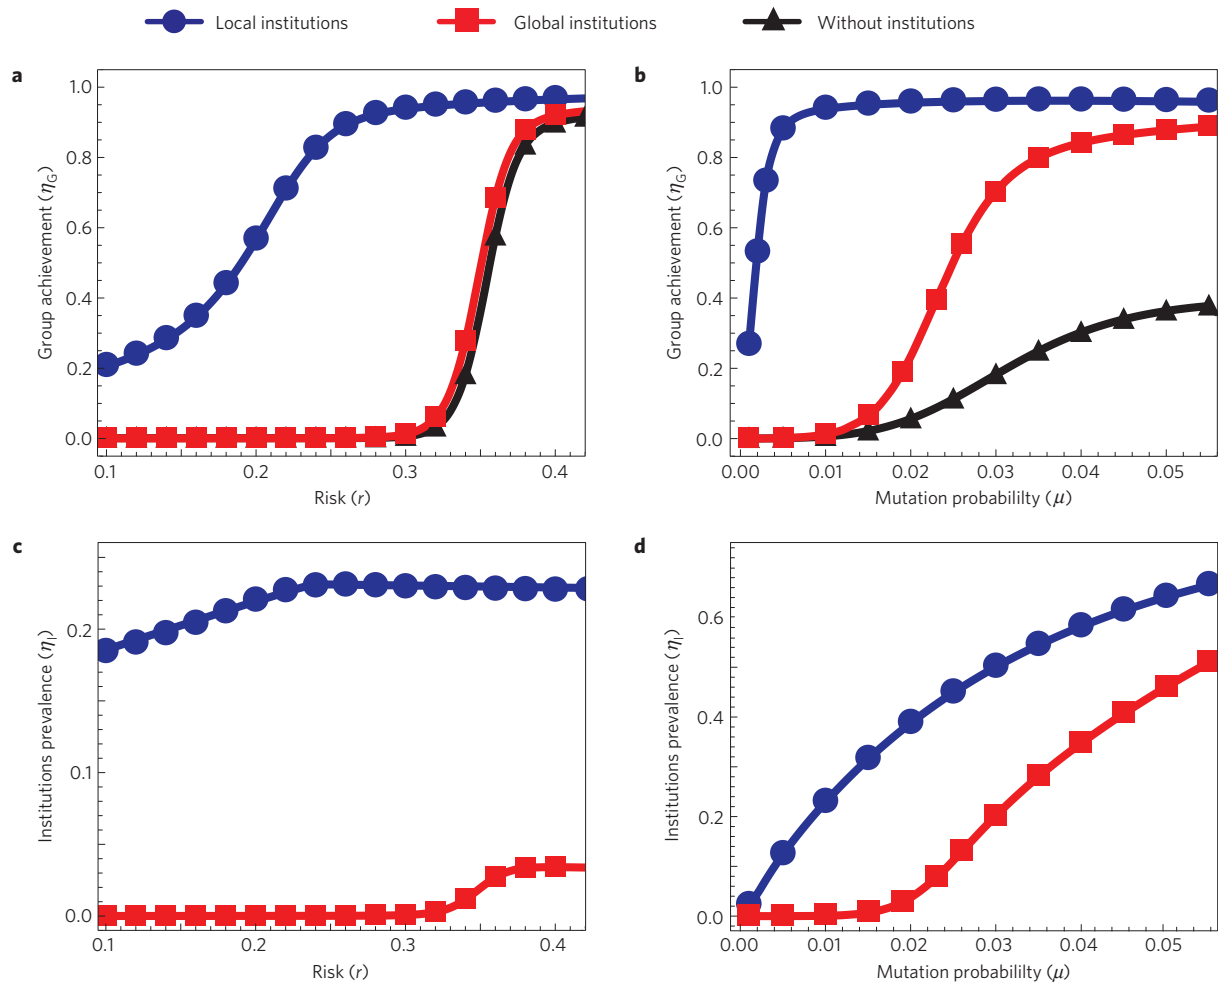 Local institutions
Global institutions
Without institutions
a
Group achievement (η_G)
1.0
0.8
0.6
0.4
0.2
0.0
0.1
0.2
0.3
0.4
Risk (r)
b
Group achievement (η_G)
1.0
0.8
0.6
0.4
0.2
0.0
0.00
0.01
0.02
0.03
0.04
0.05
Mutation probabililty (μ)
c
Institutions prevalence (η_I)
0.2
0.1
0.0
0.1
0.2
0.3
0.4
Risk (r)
d
Institutions prevalence (η_I)
0.6
0.4
0.2
0.0
0.00
0.01
0.02
0.03
0.04
0.05
Mutation probabililty (μ)